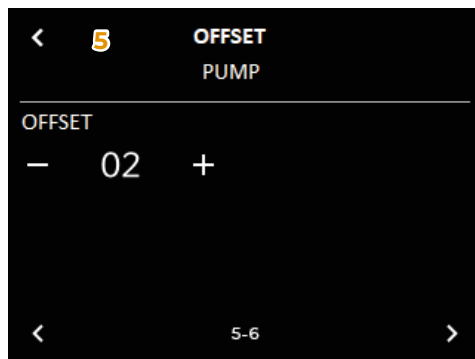 < 5 OFFSET
PUMP
OFFSET
− 02 +
< 5-6 >